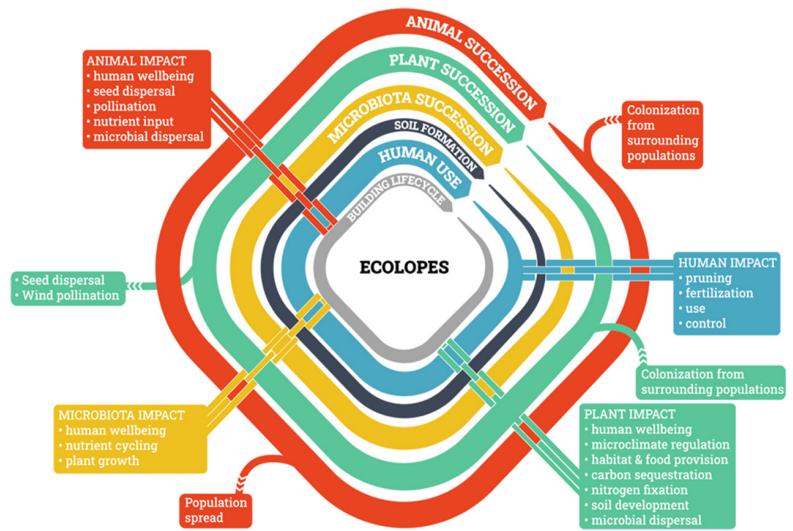 ANIMAL SUCCESSION
PLANT SUCCESSION
MICROBIOTA SUCCESSION
SOIL FORMATION
HUMAN USE
BUILDING LIFECYCLE
ECOLOPES
ANIMAL IMPACT
• human wellbeing
• seed dispersal
• pollination
• nutrient input
• microbial dispersal
Colonization
from
surrounding
populations
• Seed dispersal
• Wind pollination
HUMAN IMPACT
• pruning
• fertilization
• use
• control
Colonization from
surrounding populations
MICROBIOTA IMPACT
• human wellbeing
• nutrient cycling
• plant growth
PLANT IMPACT
• human wellbeing
• microclimate regulation
• habitat & food provision
• carbon sequestration
• nitrogen fixation
• soil development
• microbial dispersal
Population
spread